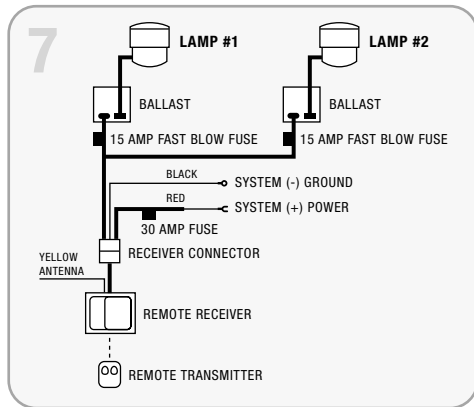 7
LAMP #1
LAMP #2
BALLAST
BALLAST
15 AMP FAST BLOW FUSE
15 AMP FAST BLOW FUSE
BLACK
SYSTEM (-) GROUND
RED
SYSTEM (+) POWER
30 AMP FUSE
RECEIVER CONNECTOR
YELLOW
ANTENNA
REMOTE RECEIVER
REMOTE TRANSMITTER